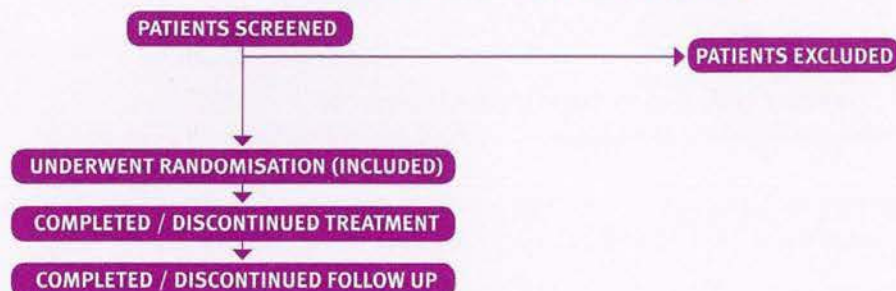 PATIENTS SCREENED
PATIENTS EXCLUDED
UNDERWENT RANDOMISATION (INCLUDED)
COMPLETED / DISCONTINUED TREATMENT
COMPLETED / DISCONTINUED FOLLOW UP